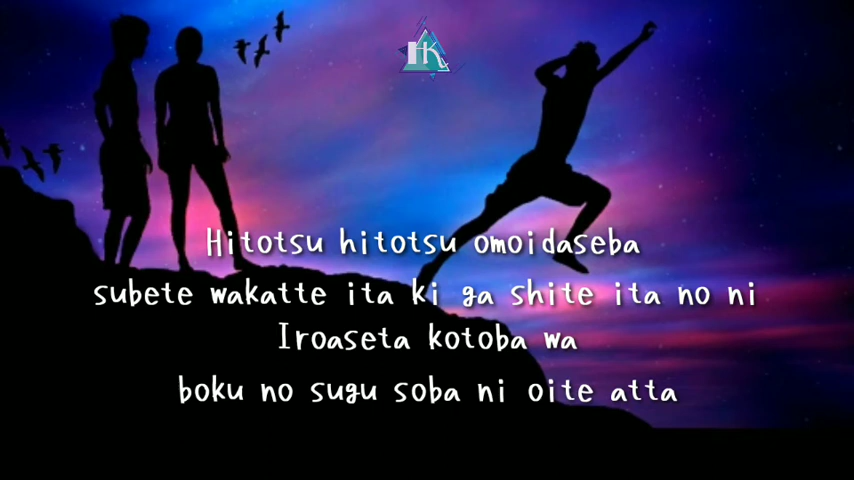 Hitotsu hitotsu omoidaseba
subete wakatte ita ki ga shite ita no ni
Iroaseta kotoba wa
boku no sugu soba ni oite atta